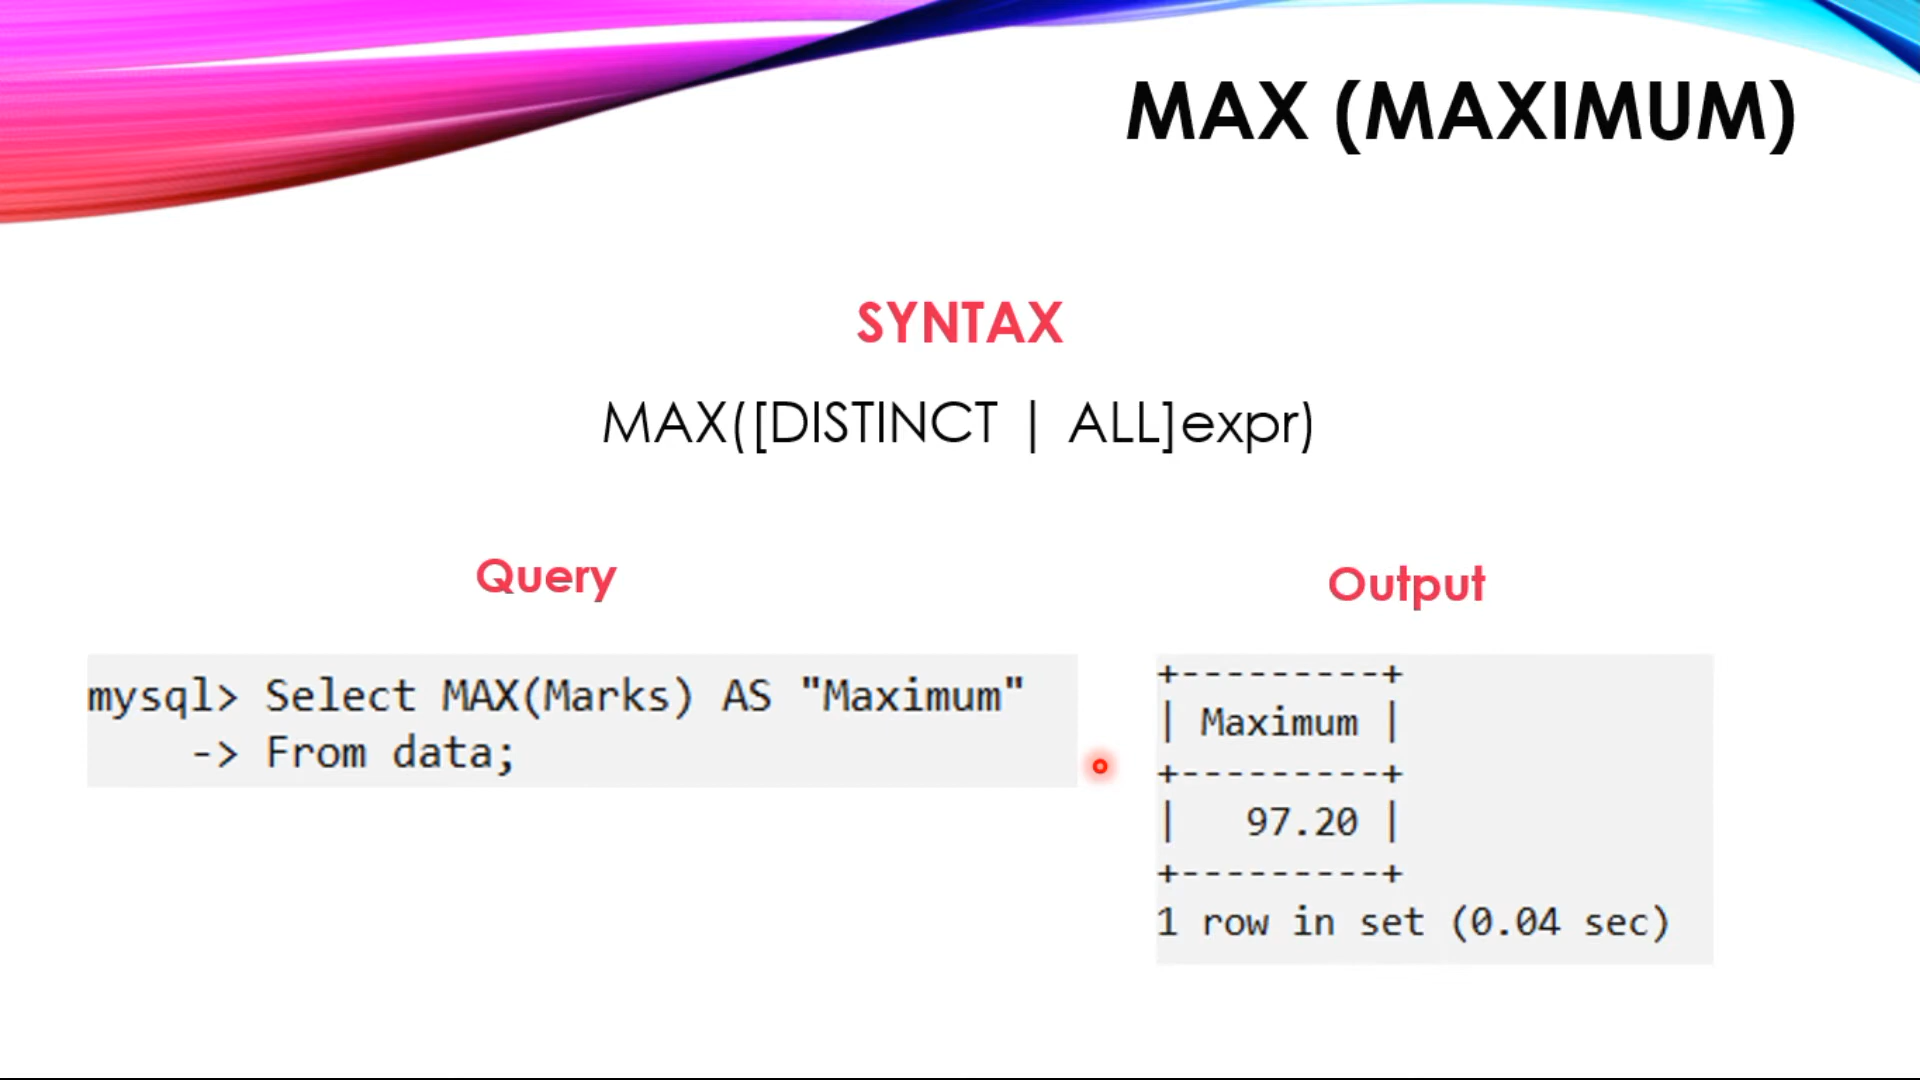 MAX (MAXIMUM)
SYNTAX
MAX([DISTINCT | ALL]expr)
Query
mysql> Select MAX(Marks) AS "Maximum"
-> From data;
Output
+---------+
| Maximum |
+---------+
|   97.20 |
+---------+
1 row in set (0.04 sec)